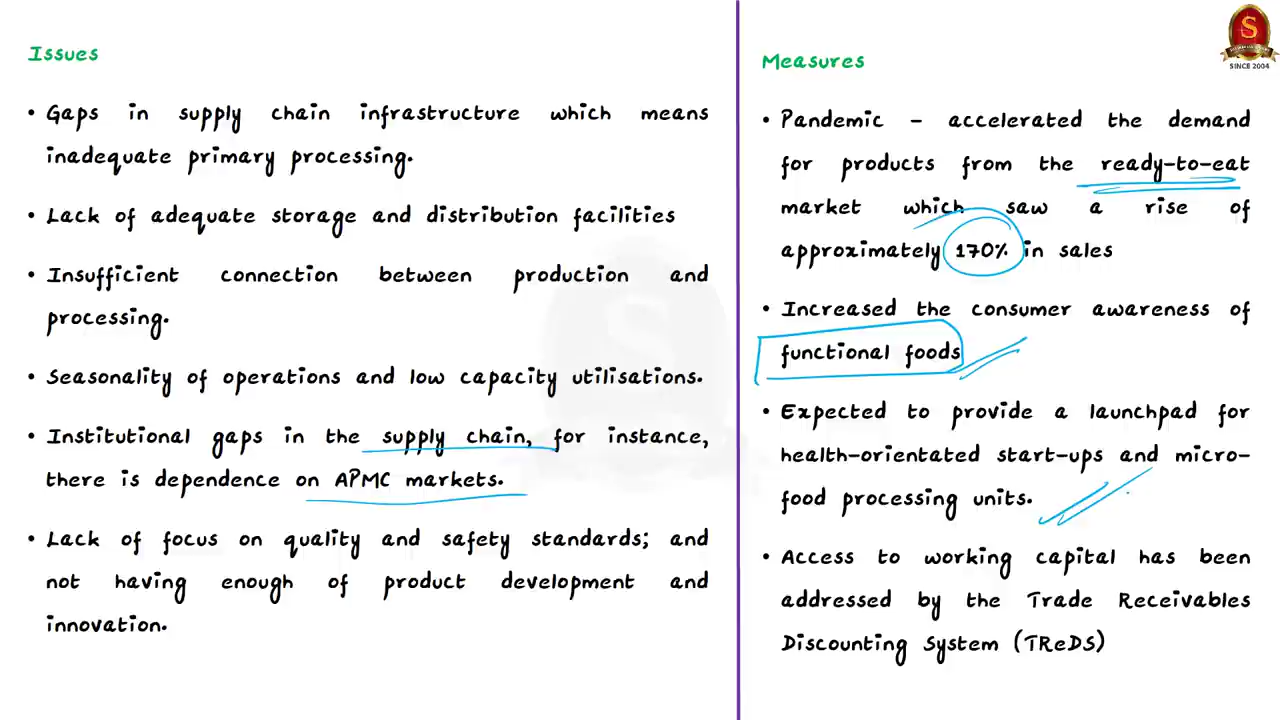 Issues
• Gaps in supply chain infrastructure which means
inadequate primary processing.
• Lack of adequate storage and distribution facilities
• Insufficient connection between production and
processing.
• Seasonality of operations and low capacity utilisations.
• Institutional gaps in the supply chain, for instance,
there is dependence on APMC markets.
• Lack of focus on quality and safety standards; and
not having enough of product development and
innovation.
Measures
• Pandemic - accelerated the demand
for products from the ready-to-eat
market which saw a rise of
approximately 170% in sales
• Increased the consumer awareness of
functional foods
• Expected to provide a launchpad for
health-orientated start-ups and micro-
food processing units.
• Access to working capital has been
addressed by the Trade Receivables
Discounting System (TReDS)
S
SINCE 2004